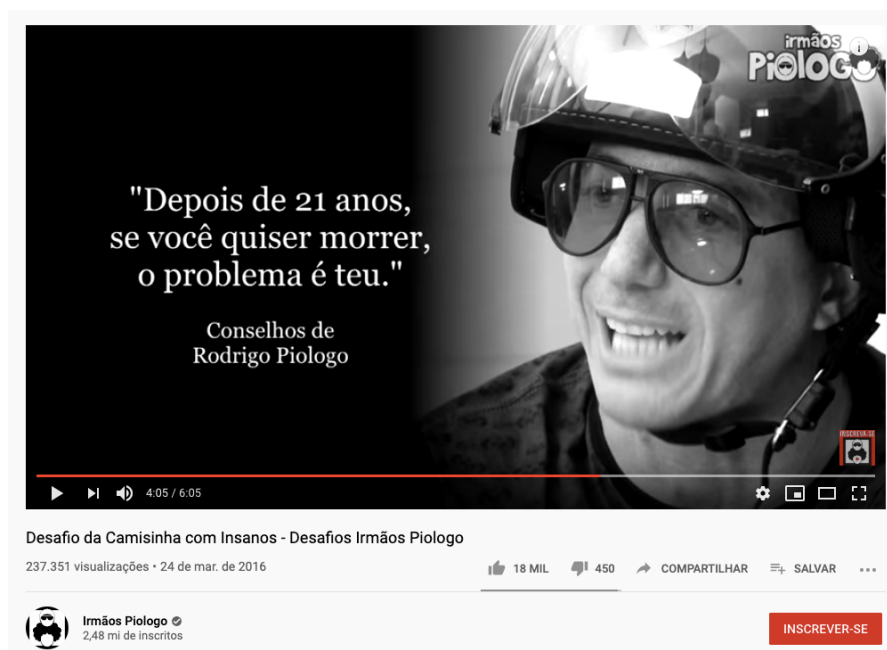 irmãos
PIOLOGO
"Depois de 21 anos,
se você quiser morrer,
o problema é teu."
Conselhos de
Rodrigo Piologo
INSCREVA-SE
4:05 / 6:05
Desafio da Camisinha com Insanos - Desafios Irmãos Piologo
237.351 visualizações • 24 de mar. de 2016
18 MIL 450 COMPARTILHAR SALVAR
Irmãos Piologo
2,48 mi de inscritos
INSCREVER-SE